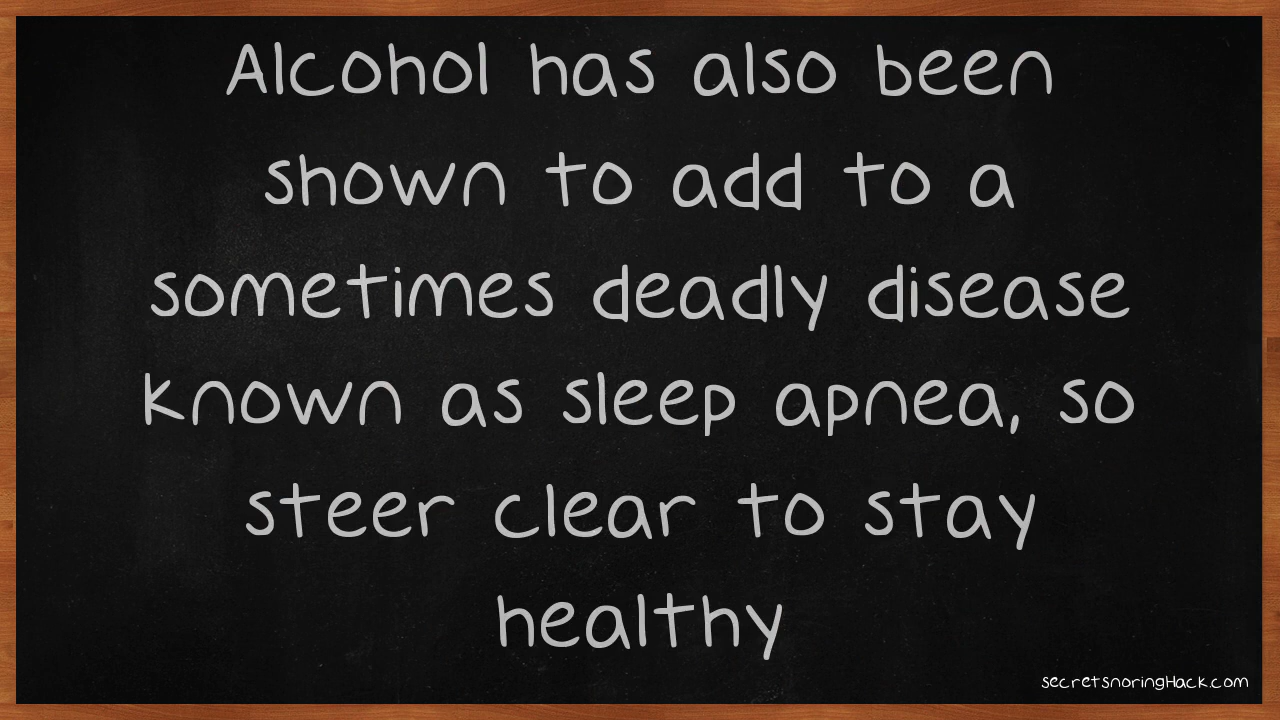 Alcohol has also been
shown to add to a
sometimes deadly disease
known as sleep apnea, so
steer clear to stay
healthy
secretsnoringHack.com